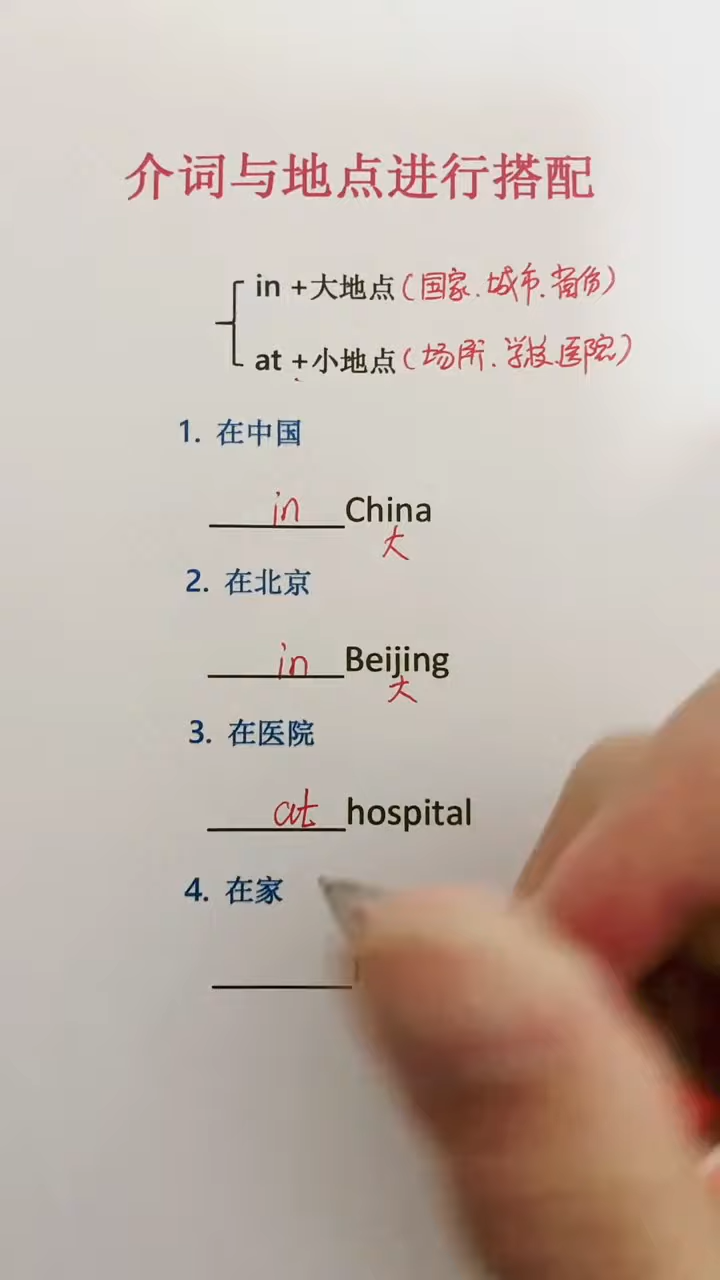 介词与地点进行搭配
in +大地点(国家.城市.省份)
at +小地点(场所.学校.医院)
1. 在中国
in China
大
2. 在北京
in Beijing
大
3. 在医院
at hospital
4. 在家